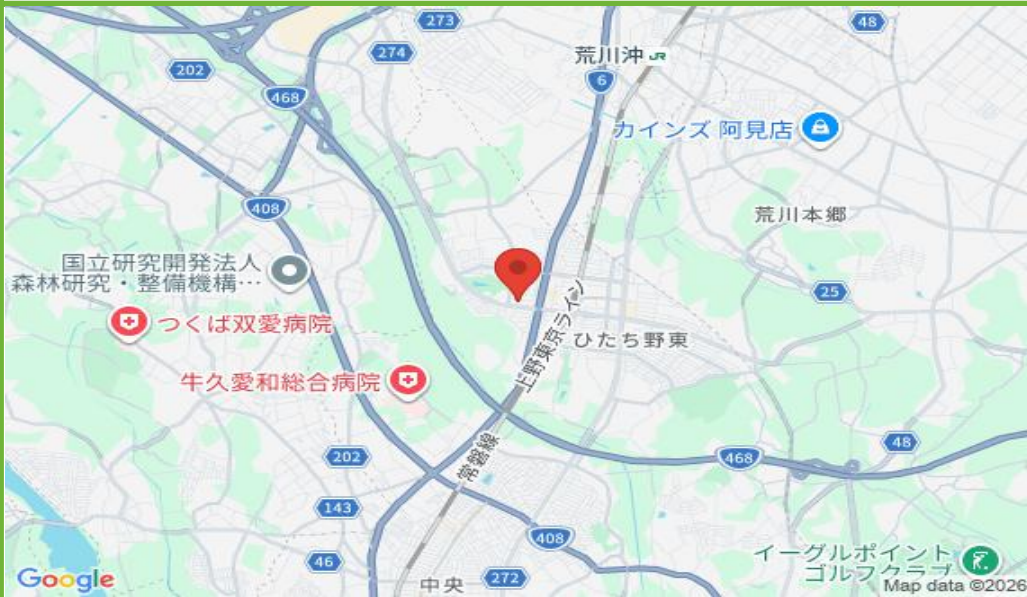 273
48
274
荒川沖 JR
202
6
468
カインズ 阿見店
408
荒川本郷
国立研究開発法人
森林研究・整備機構…
25
つくば双愛病院
上野東京ライン
ひたち野東
牛久愛和総合病院
常磐線
48
202
468
143
408
46
中央
272
イーグルポイント
ゴルフクラブ
Google
Map data ©2026